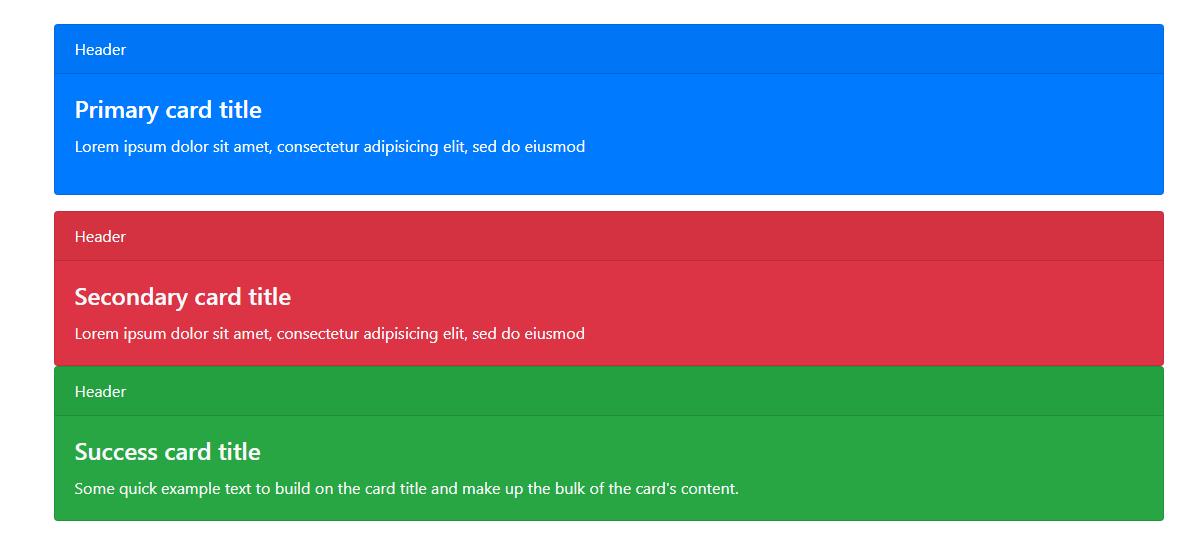 Header
Primary card title
Lorem ipsum dolor sit amet, consectetur adipisicing elit, sed do eiusmod
Header
Secondary card title
Lorem ipsum dolor sit amet, consectetur adipisicing elit, sed do eiusmod
Header
Success card title
Some quick example text to build on the card title and make up the bulk of the card's content.